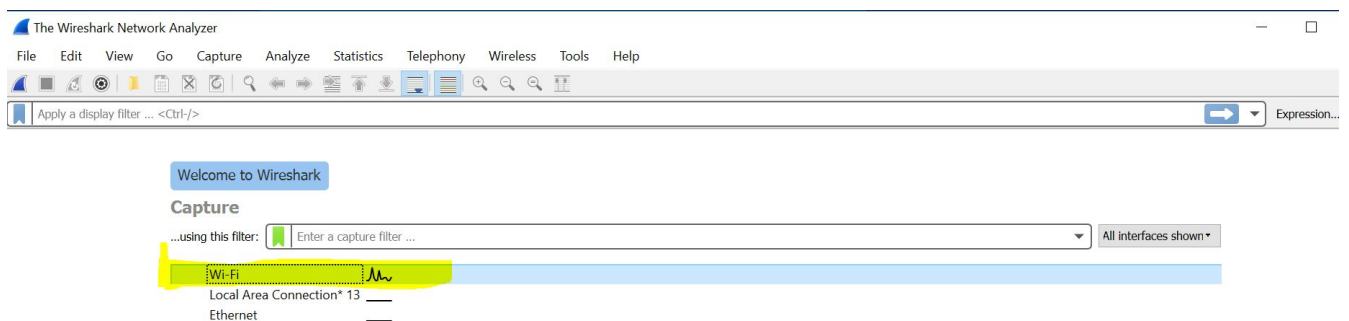 The Wireshark Network Analyzer
File Edit View Go Capture Analyze Statistics Telephony Wireless Tools Help
Apply a display filter ... <Ctrl-/> Expression...
Welcome to Wireshark
Capture
...using this filter: Enter a capture filter ... All interfaces shown
Wi-Fi
Local Area Connection* 13
Ethernet